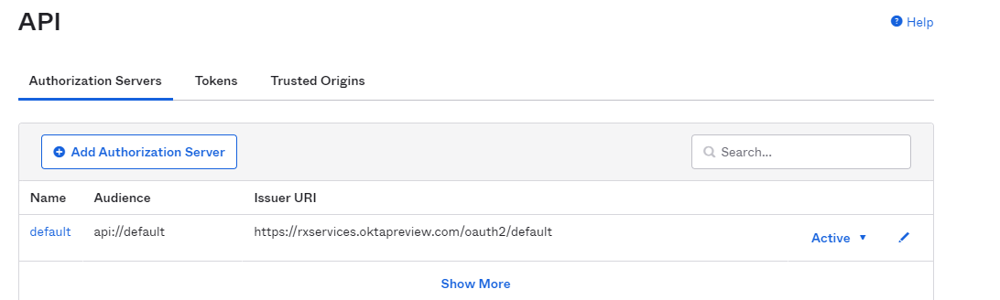 API
Help
Authorization Servers Tokens Trusted Origins
Add Authorization Server Search...
Name Audience Issuer URI
default api://default https://rxservices.oktapreview.com/oauth2/default Active
Show More